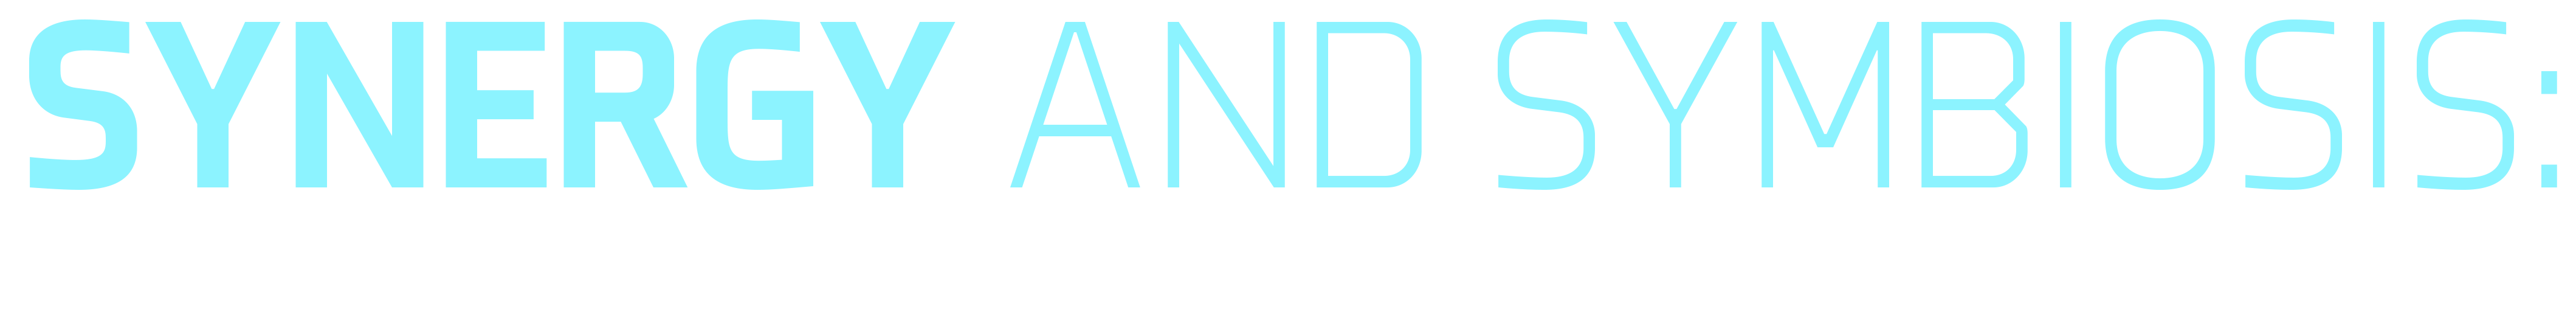 SYNERGY AND SYMBIOSIS: